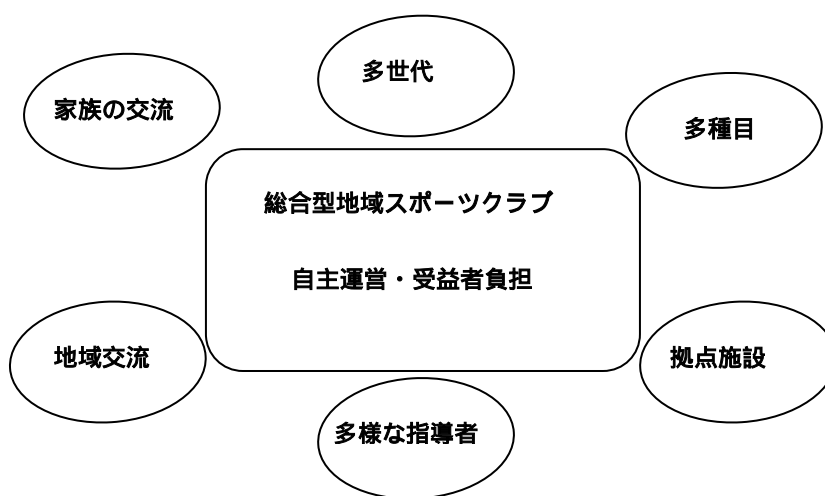 多世代
家族の交流
多種目
総合型地域スポーツクラブ
自主運営・受益者負担
地域交流
拠点施設
多様な指導者